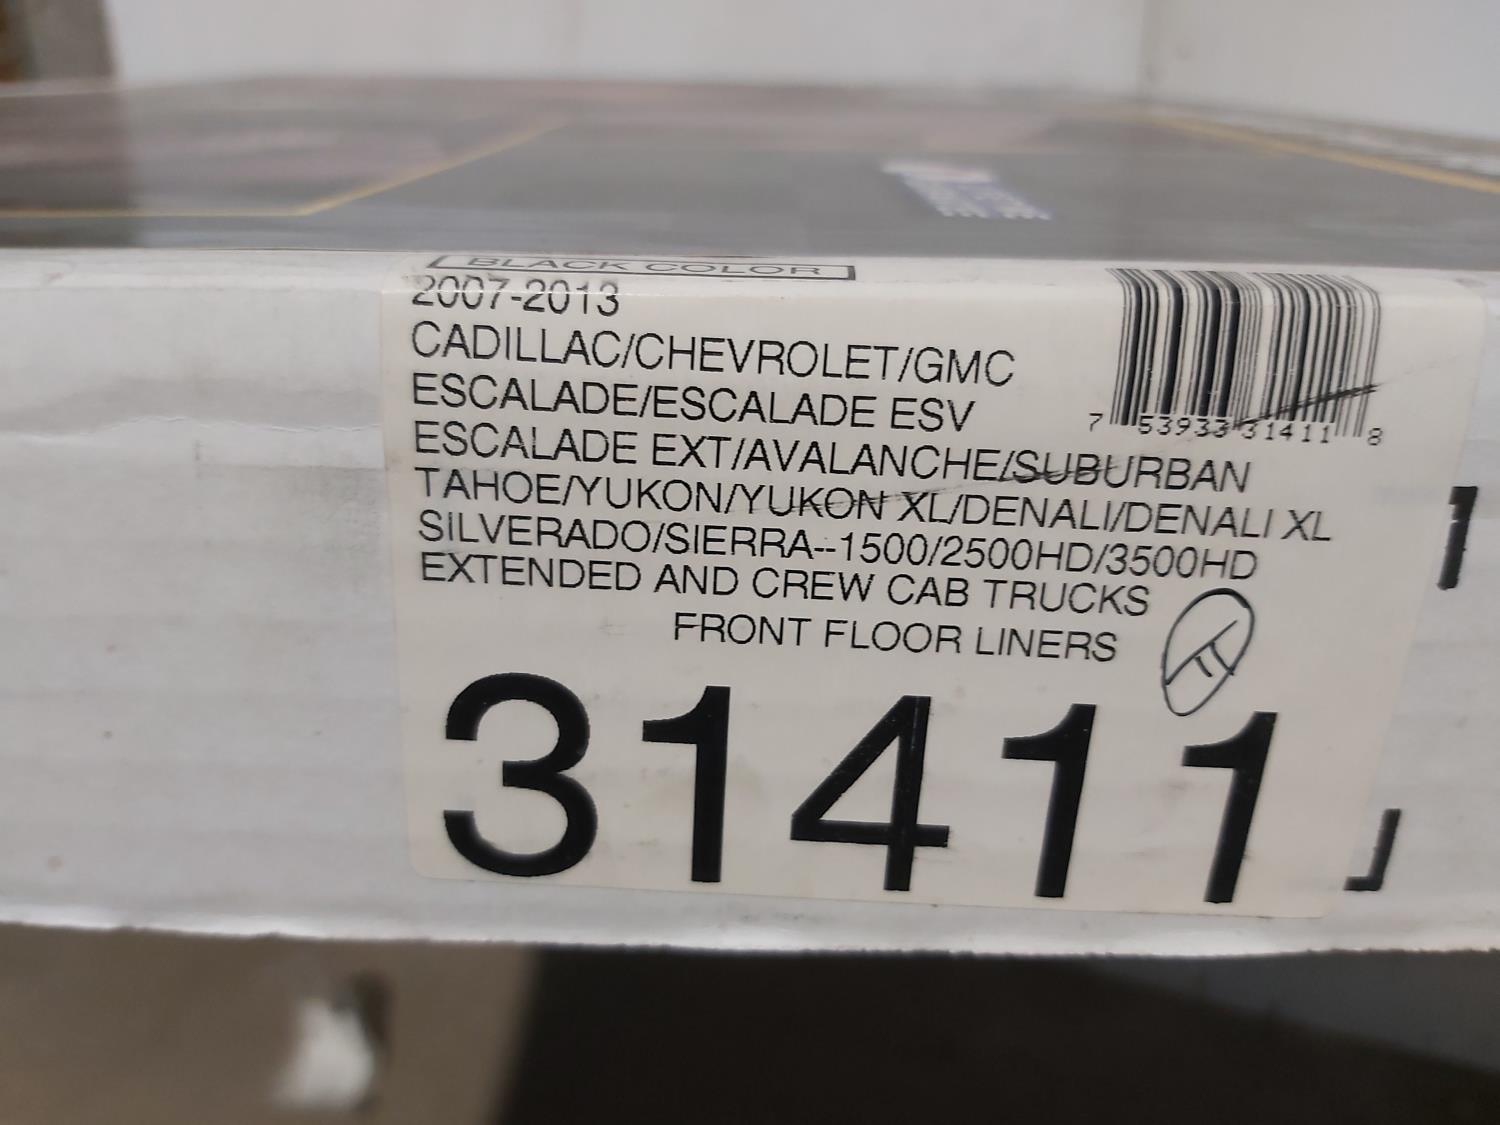 BLACK COLOR
2007-2013
CADILLAC/CHEVROLET/GMC
ESCALADE/ESCALADE ESV
ESCALADE EXT/AVALANCHE/SUBURBAN
TAHOE/YUKON/YUKON XL/DENALI/DENALI XL
SILVERADO/SIERRA--1500/2500HD/3500HD
EXTENDED AND CREW CAB TRUCKS
FRONT FLOOR LINERS
31411
7 53933 31411 8